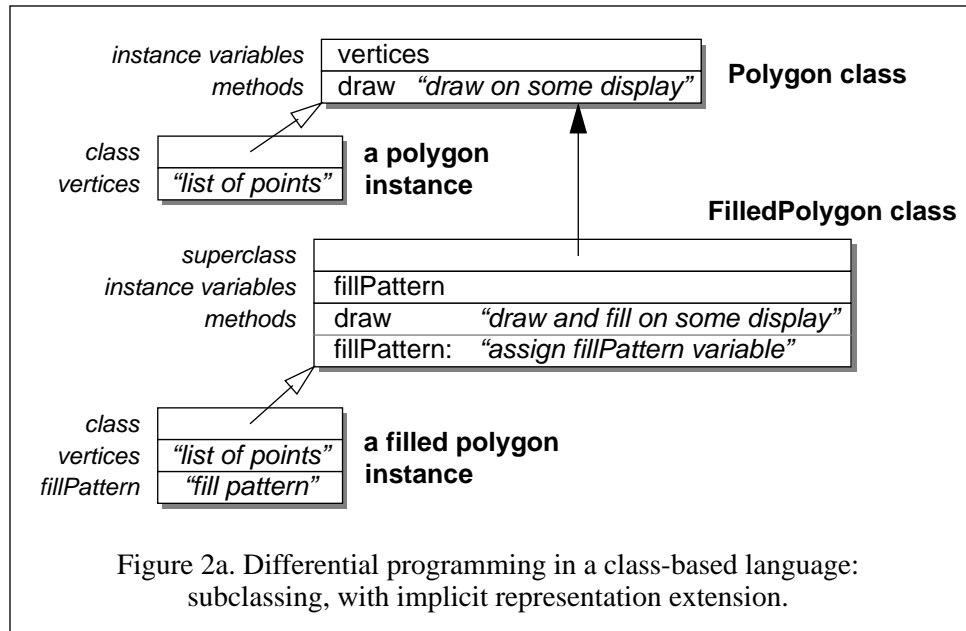 instance variables vertices
methods draw “draw on some display”
Polygon class
class
vertices “list of points”
a polygon
instance
FilledPolygon class
superclass
instance variables fillPattern
methods draw “draw and fill on some display”
fillPattern: “assign fillPattern variable”
class
vertices “list of points”
fillPattern “fill pattern”
a filled polygon
instance
Figure 2a. Differential programming in a class-based language:
subclassing, with implicit representation extension.